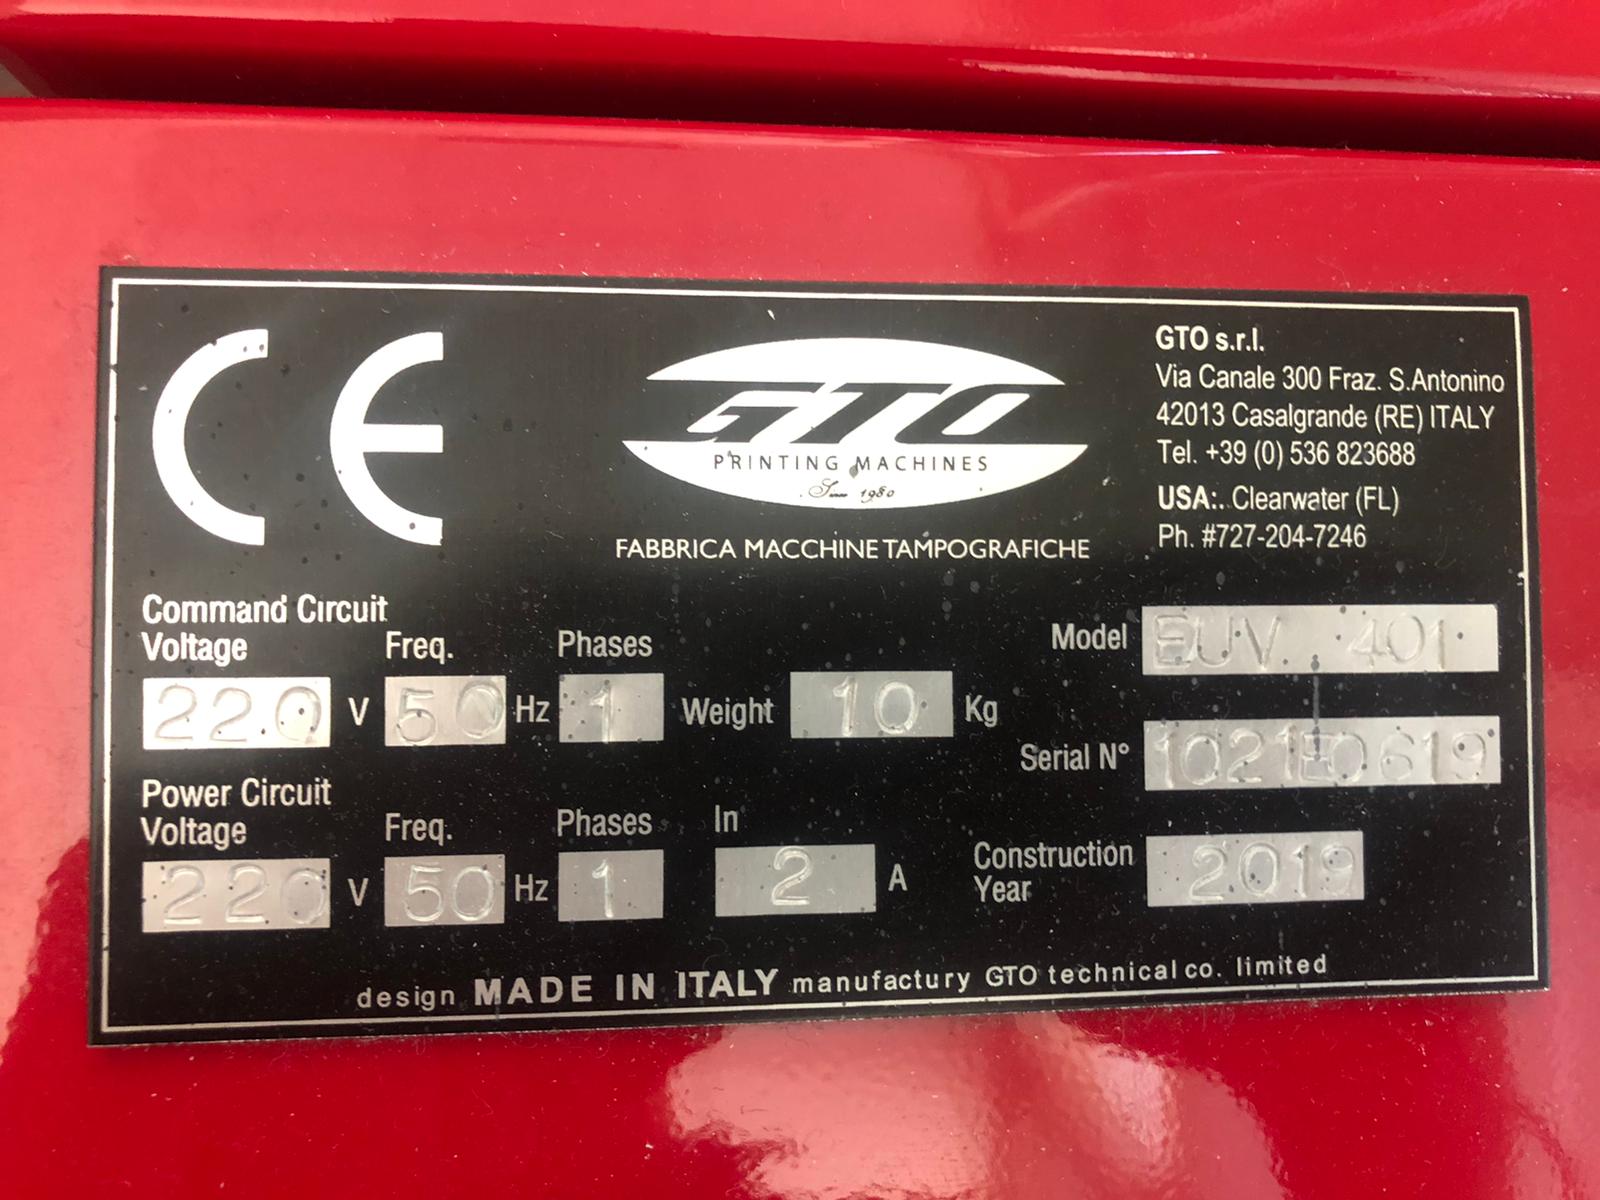 CE
GTO
PRINTING MACHINES
Since 1980
FABBRICA MACCHINE TAMPOGRAFICHE
GTO s.r.l.
Via Canale 300 Fraz. S.Antonino
42013 Casalgrande (RE) ITALY
Tel. +39 (0) 536 823688
USA:. Clearwater (FL)
Ph. #727-204-7246
Command Circuit
Voltage Freq. Phases
220 V 50 Hz 1 Weight 10 Kg
Power Circuit
Voltage Freq. Phases In
220 V 50 Hz 1 2 A
Model EUV 401
Serial N° 1021E0619
Construction
Year 2019
design MADE IN ITALY manufactury GTO technical co. limited